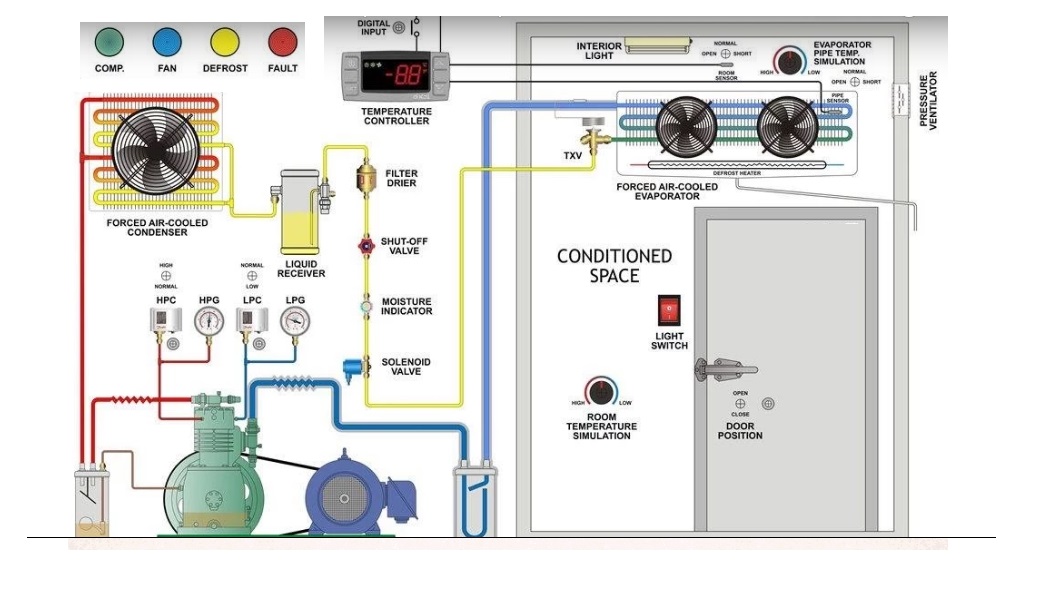 DIGITAL
INPUT
COMP.
FAN
DEFROST
FAULT
-88°
TEMPERATURE
CONTROLLER
INTERIOR
LIGHT
NORMAL
OPEN
SHORT
ROOM
SENSOR
HIGH
LOW
EVAPORATOR
PIPE TEMP.
SIMULATION
NORMAL
OPEN
SHORT
PIPE
SENSOR
PRESSURE
VENTILATOR
TXV
DEFROST HEATER
FORCED AIR-COOLED
EVAPORATOR
FORCED AIR-COOLED
CONDENSER
LIQUID
RECEIVER
FILTER
DRIER
SHUT-OFF
VALVE
MOISTURE
INDICATOR
SOLENOID
VALVE
HIGH
NORMAL
NORMAL
LOW
HPC
HPG
LPC
LPG
CONDITIONED
SPACE
LIGHT
SWITCH
HIGH
LOW
ROOM
TEMPERATURE
SIMULATION
OPEN
CLOSE
DOOR
POSITION